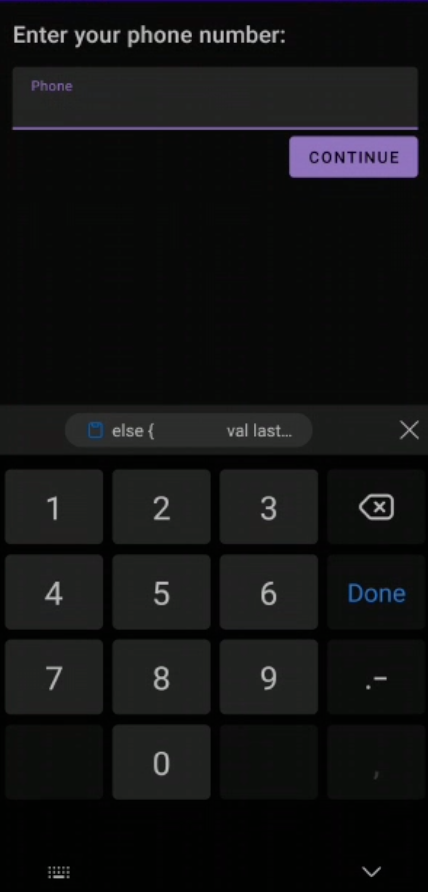 Enter your phone number:
Phone
CONTINUE
else { val last...
1 2 3
4 5 6 Done
7 8 9 .-
0 ,